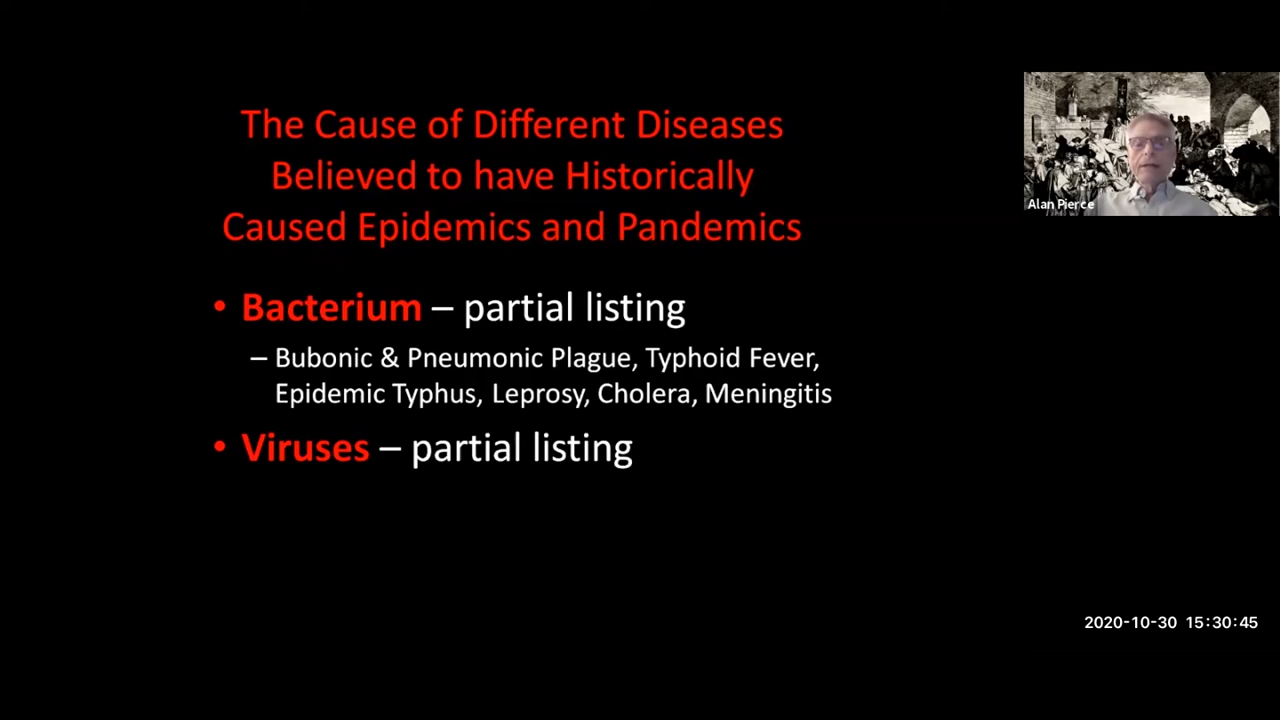 The Cause of Different Diseases
Believed to have Historically
Caused Epidemics and Pandemics
• Bacterium – partial listing
– Bubonic & Pneumonic Plague, Typhoid Fever,
Epidemic Typhus, Leprosy, Cholera, Meningitis
• Viruses – partial listing
Alan Pierce
2020-10-30 15:30:45